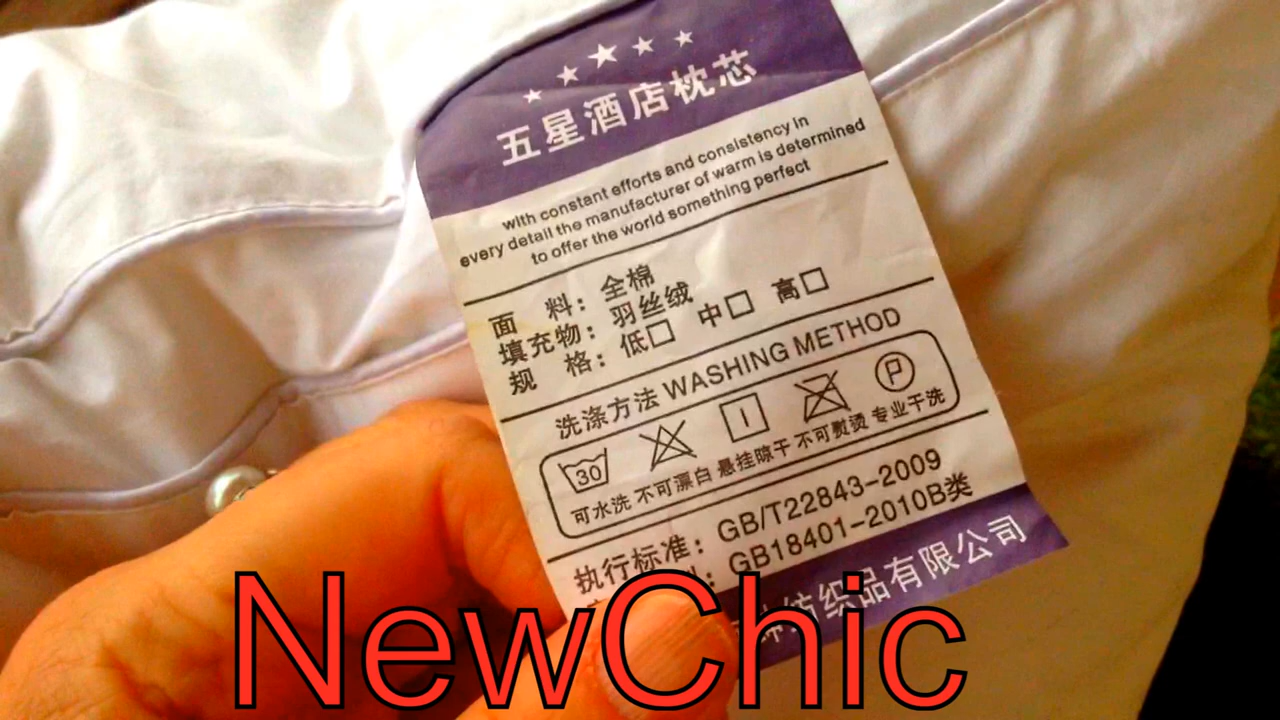 五星酒店枕芯
with constant efforts and consistency in
every detail the manufacturer of warm is determined
to offer the world something perfect
面 料：全棉
填充物：羽丝绒
规 格：低□ 中□ 高□
洗涤方法 WASHING METHOD
30 P
可水洗 不可漂白 悬挂晾干 不可熨烫 专业干洗
执行标准：GB/T22843-2009
GB18401-2010B类
纺织品有限公司
NewChic